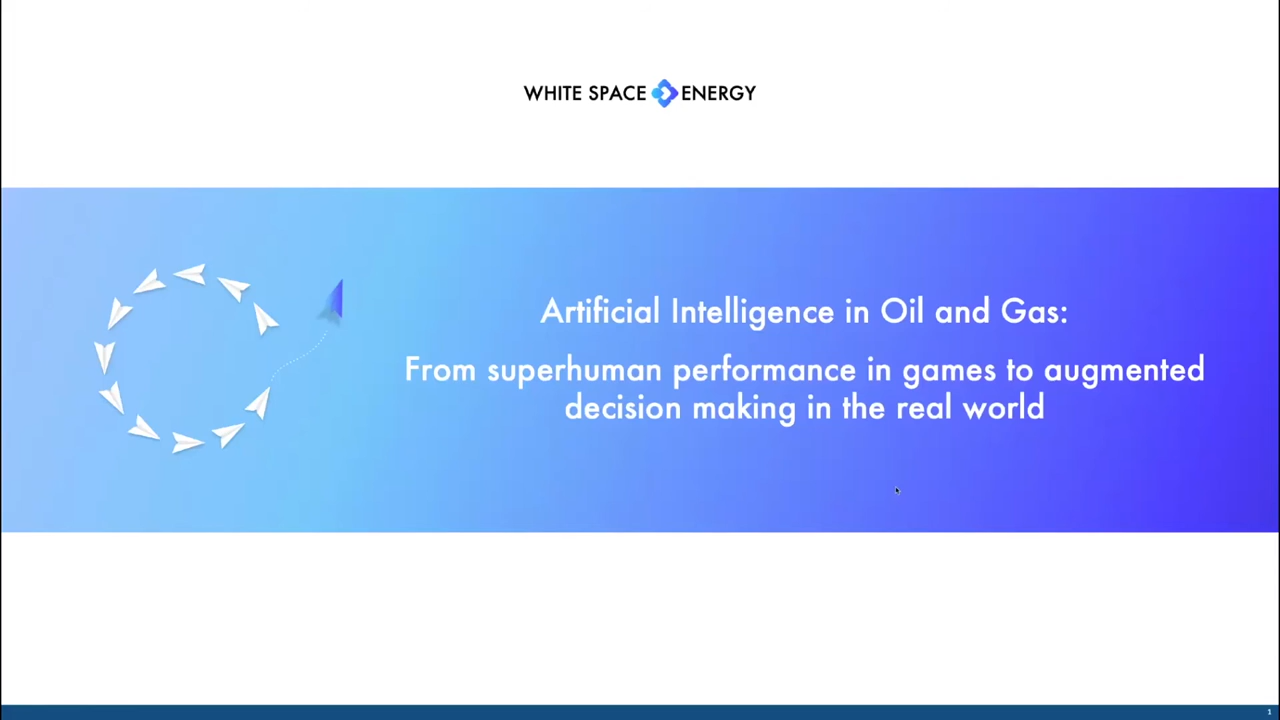 WHITE SPACE ENERGY
Artificial Intelligence in Oil and Gas:
From superhuman performance in games to augmented
decision making in the real world
1